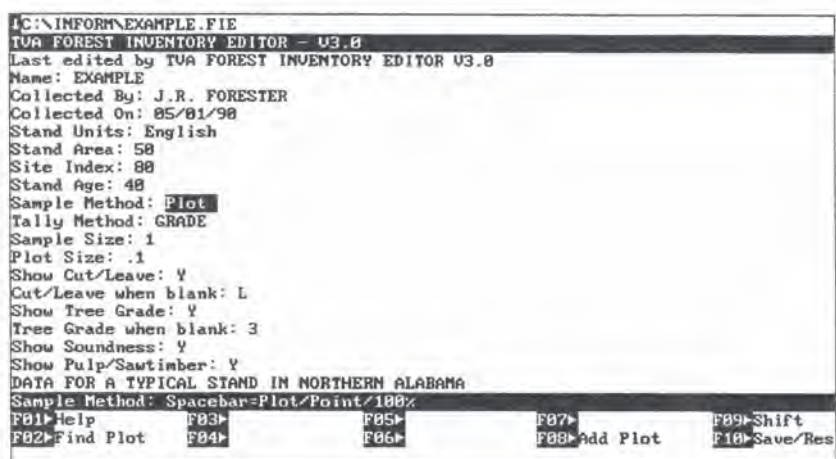 C:\INFORM\EXAMPLE.FIE
TVA FOREST INVENTORY EDITOR - V3.0
Last edited by TVA FOREST INVENTORY EDITOR V3.0
Name: EXAMPLE
Collected By: J.R. FORESTER
Collected On: 05/01/90
Stand Units: English
Stand Area: 50
Site Index: 80
Stand Age: 40
Sample Method: Plot
Tally Method: GRADE
Sample Size: 1
Plot Size: .1
Show Cut/Leave: Y
Cut/Leave when blank: L
Show Tree Grade: Y
Tree Grade when blank: 3
Show Soundness: Y
Show Pulp/Sawtimber: Y
DATA FOR A TYPICAL STAND IN NORTHERN ALABAMA
Sample Method: Spacebar=Plot/Point/100%
F01►Help F03► F05► F07► F09►Shift
F02►Find Plot F04► F06► F08►Add Plot F10►Save/Res